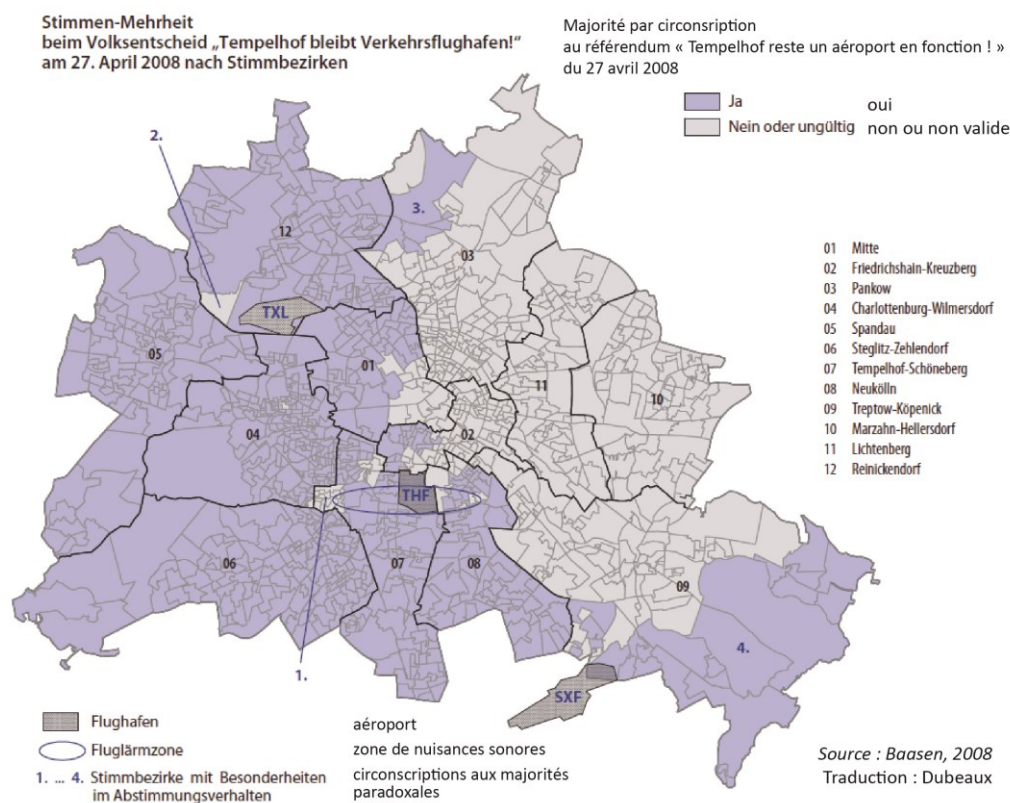 Stimmen-Mehrheit
beim Volksentscheid „Tempelhof bleibt Verkehrsflughafen!“
am 27. April 2008 nach Stimmbezirken
Majorité par circonsription
au référendum « Tempelhof reste un aéroport en fonction ! »
du 27 avril 2008
Ja oui
Nein oder ungültig non ou non valide
2.
3.
12
03
TXL
05
01
11
10
04
02
THF
06
07
08
09
4.
1.
SXF
01 Mitte
02 Friedrichshain-Kreuzberg
03 Pankow
04 Charlottenburg-Wilmersdorf
05 Spandau
06 Steglitz-Zehlendorf
07 Tempelhof-Schöneberg
08 Neukölln
09 Treptow-Köpenick
10 Marzahn-Hellersdorf
11 Lichtenberg
12 Reinickendorf
Flughafen aéroport
Fluglärmzone zone de nuisances sonores
1. ... 4. Stimmbezirke mit Besonderheiten circonscriptions aux majorités
im Abstimmungsverhalten paradoxales
Source : Baasen, 2008
Traduction : Dubeaux